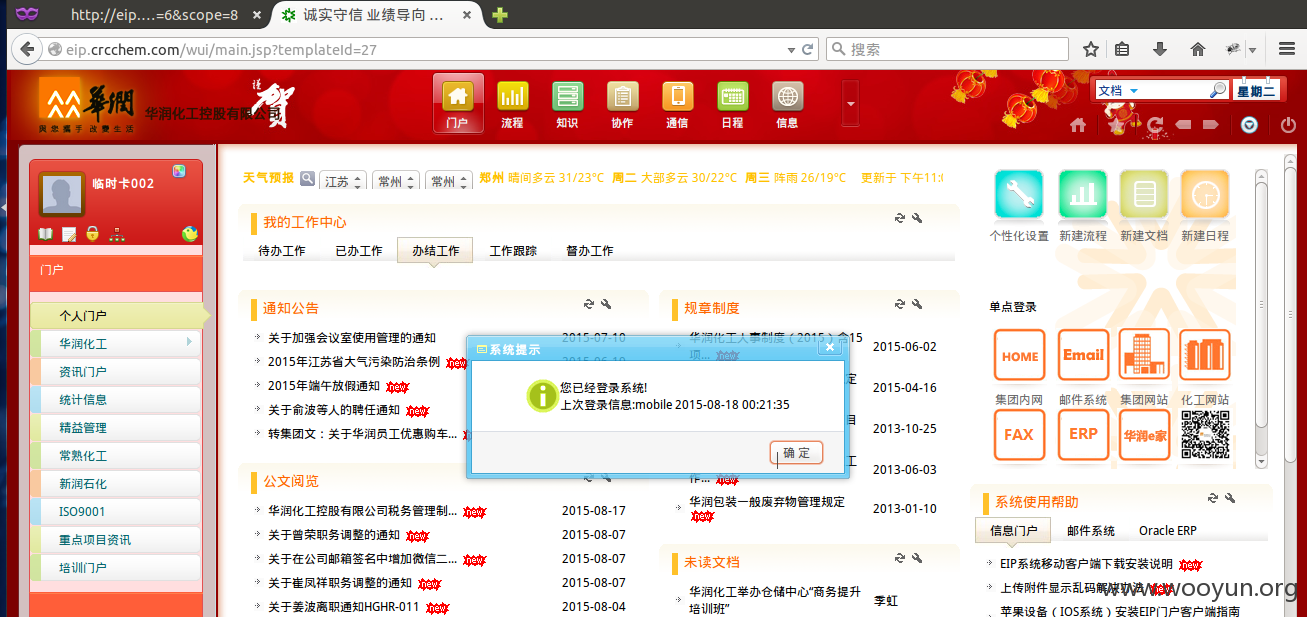 http://eip....=6&scope=8
诚实守信 业绩导向 ...
eip.crcchem.com/wui/main.jsp?templateId=27
搜索
華潤
與您攜手 改變生活
华润化工控股有限公司
谨
賀
门户
流程
知识
协作
通信
日程
信息
文档
星期二
临时卡002
门户
个人门户
华润化工
资讯门户
统计信息
精益管理
常熟化工
新润石化
ISO9001
重点项目资讯
培训门户
天气预报 江苏 常州 常州 郑州 晴间多云 31/23°C 周二 大部多云 30/22°C 周三 阵雨 26/19°C 更新于 下午11:0
我的工作中心
待办工作 已办工作 办结工作 工作跟踪 督办工作
通知公告
关于加强会议室使用管理的通知 2015-07-10
2015年江苏省大气污染防治条例 new
2015年端午放假通知 new
关于俞波等人的聘任通知 new
转集团文：关于华润员工优惠购车...
公文阅览
华润化工控股有限公司税务管理制... new 2015-08-17
关于曾荣职务调整的通知 new 2015-08-07
关于在公司邮箱签名中增加微信二... new 2015-08-07
关于崔凤祥职务调整的通知 new 2015-08-07
关于姜波离职通知HGHR-011 new 2015-08-04
规章制度
华润化工人事制度（2015）含15
项... new 2015-06-02
定
2015-04-16
目
2013-10-25
工
作... new 2013-06-03
华润包装一般废弃物管理规定
new 2013-01-10
未读文档
华润化工举办仓储中心“商务提升
培训班” 季虹
系统提示
您已经登录系统!
上次登录信息:mobile 2015-08-18 00:21:35
确 定
个性化设置 新建流程 新建文档 新建日程
单点登录
HOME Email
集团内网 邮件系统 集团网站 化工网站
FAX ERP 华润e家
系统使用帮助
信息门户 邮件系统 Oracle ERP
EIP系统移动客户端下载安装说明 new
上传附件显示乱码解决办法 new
苹果设备（IOS系统）安装EIP门户客户端指南
www.wooyun.org